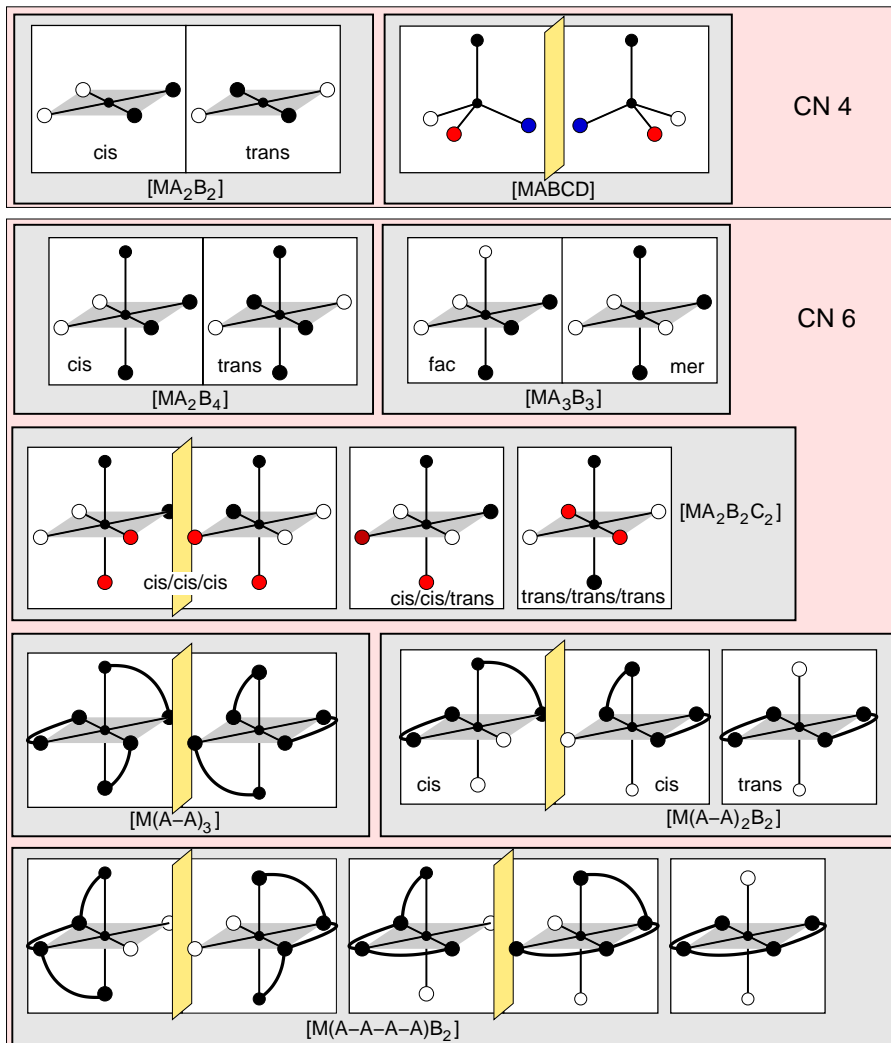 CN 4
cis
trans
[MA₂B₂]
[MABCD]
CN 6
cis
trans
[MA₂B₄]
fac
mer
[MA₃B₃]
cis/cis/cis
cis/cis/trans
trans/trans/trans
[MA₂B₂C₂]
[M(A−A)₃]
cis
cis
trans
[M(A−A)₂B₂]
[M(A−A−A−A)B₂]